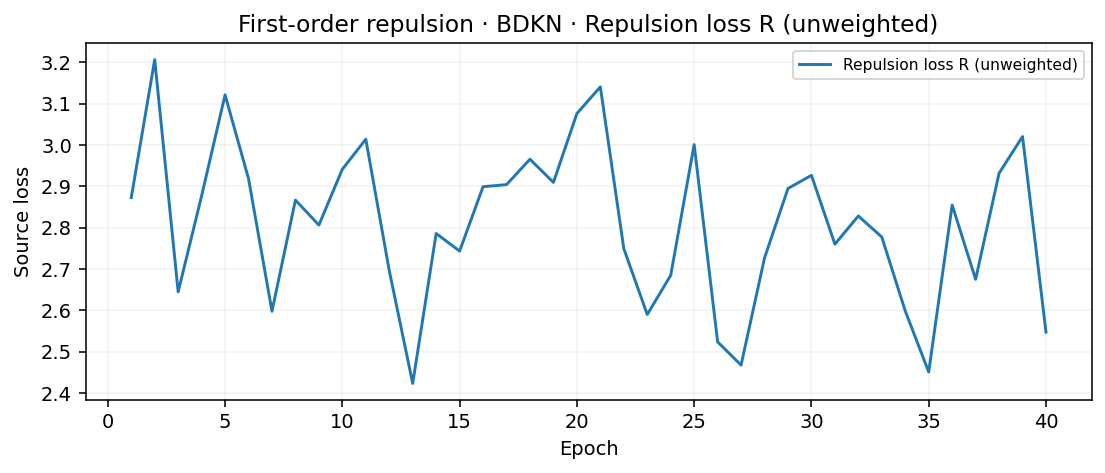 First-order repulsion · BDKN · Repulsion loss R (unweighted)
Repulsion loss R (unweighted)
Source loss
3.2
3.1
3.0
2.9
2.8
2.7
2.6
2.5
2.4
0 5 10 15 20 25 30 35 40
Epoch